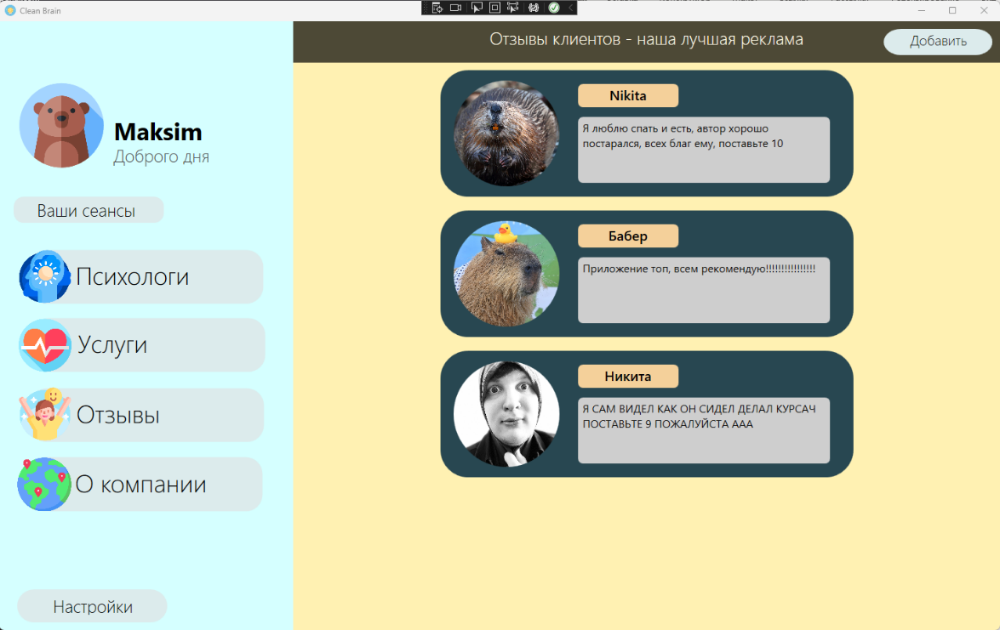 Clean Brain
Отзывы клиентов - наша лучшая реклама
Добавить
Maksim
Доброго дня
Ваши сеансы
Психологи
Услуги
Отзывы
О компании
Настройки
Nikita
Я люблю спать и есть, автор хорошо
постарался, всех благ ему, поставьте 10
Бабер
Приложение топ, всем рекомендую!!!!!!!!!!!!!!!!
Никита
Я САМ ВИДЕЛ КАК ОН СИДЕЛ ДЕЛАЛ КУРСАЧ
ПОСТАВЬТЕ 9 ПОЖАЛУЙСТА ААА